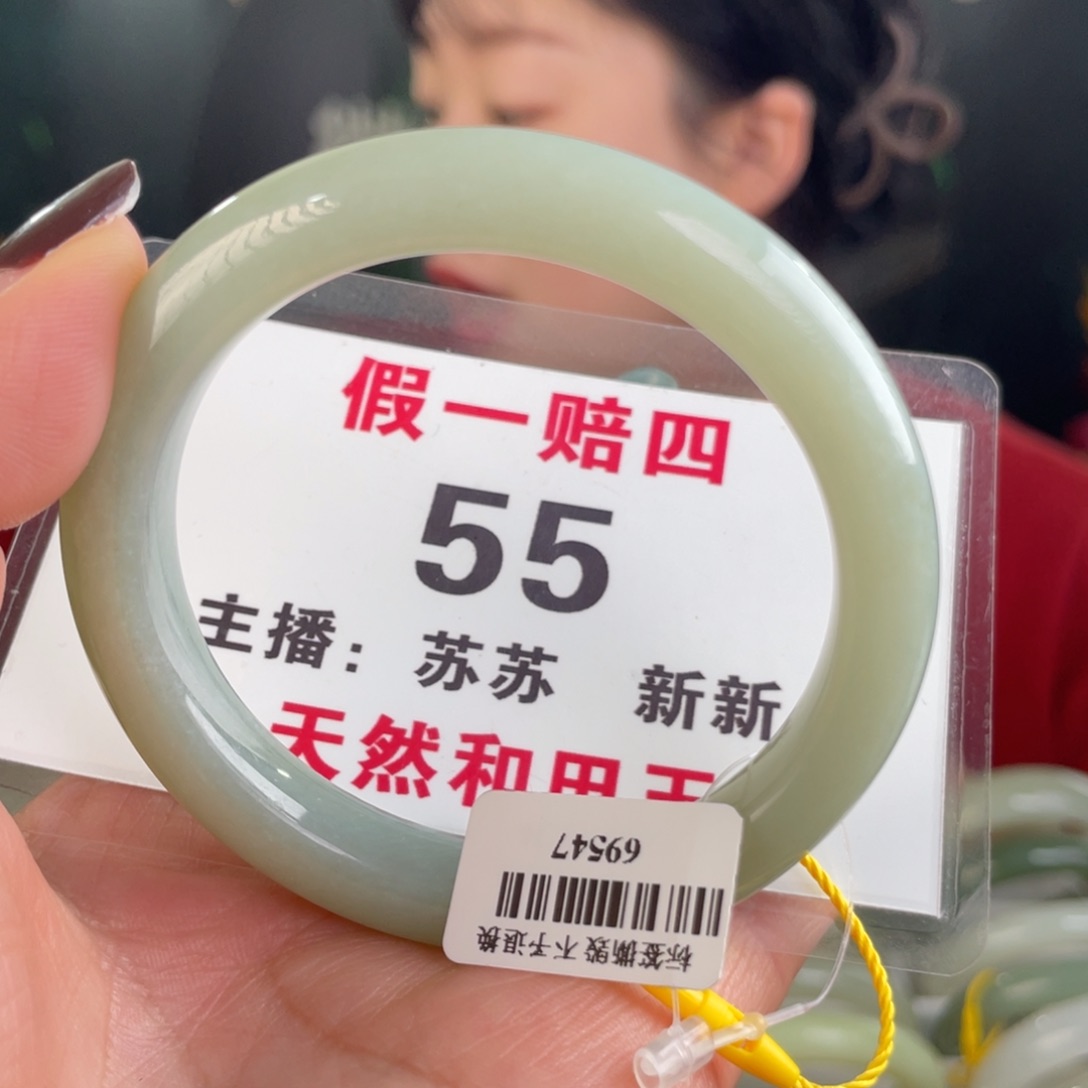 假一赔四
55
主播：苏苏 新新
天然和田玉
69547
标签撕毁不予退换